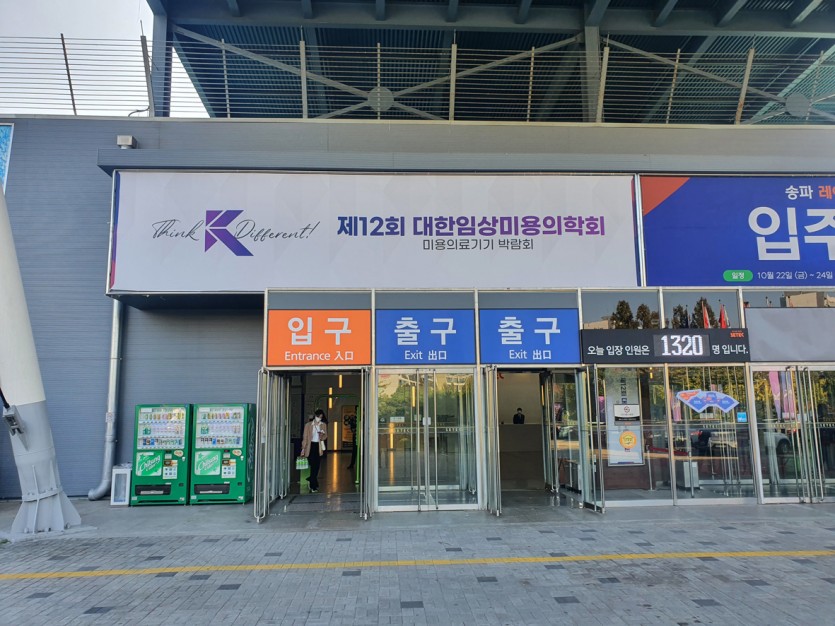 Think K Different!
제12회 대한임상미용의학회
미용의료기기 박람회
송파
입주
일정 10월 22일 (금) ~ 24일
입 구
Entrance 入口
출 구
Exit 出口
출 구
Exit 出口
오늘 입장 인원은 1320 명 입니다.